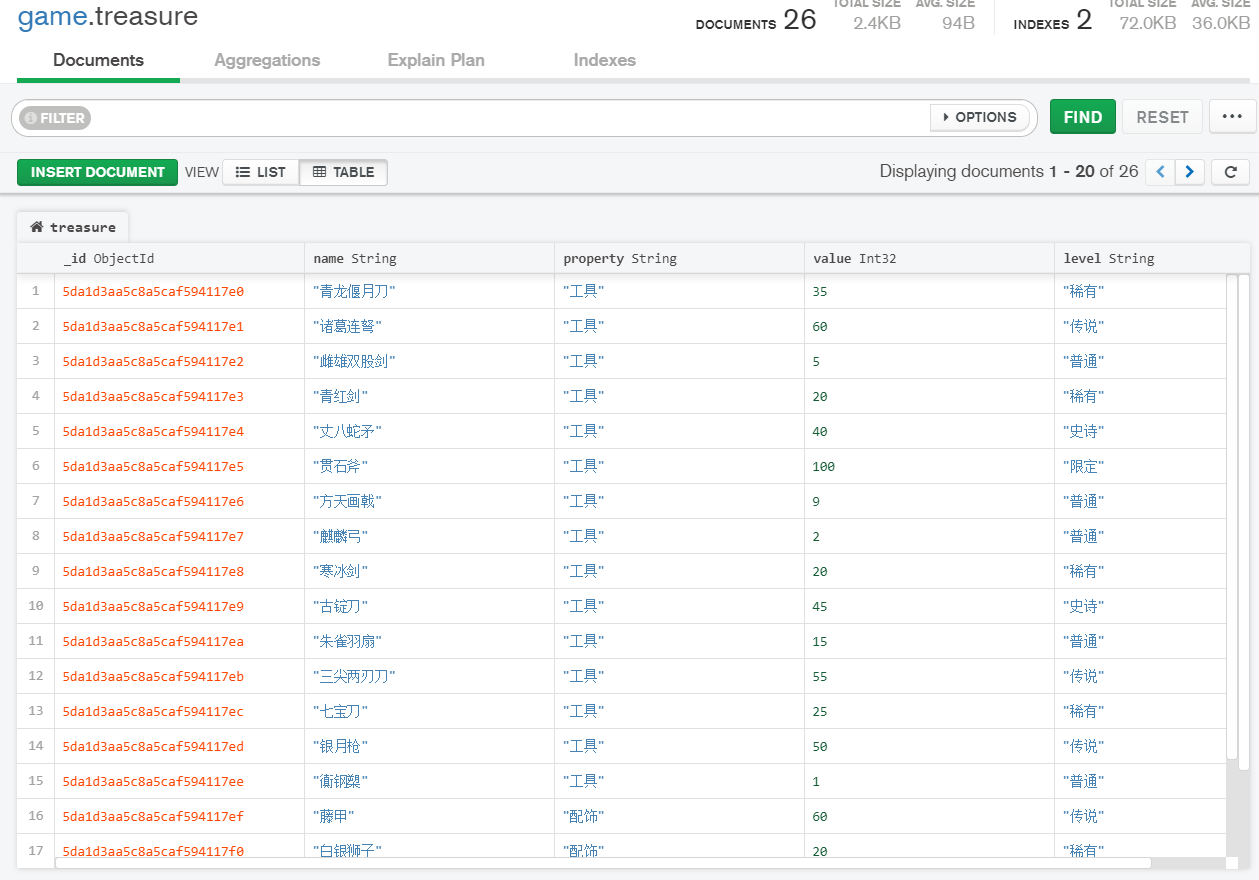 game.treasure
DOCUMENTS 26 TOTAL SIZE 2.4KB AVG. SIZE 94B INDEXES 2 TOTAL SIZE 72.0KB AVG. SIZE 36.0KB
Documents Aggregations Explain Plan Indexes
FILTER OPTIONS FIND RESET ...
INSERT DOCUMENT VIEW LIST TABLE Displaying documents 1 - 20 of 26
treasure
_id ObjectId name String property String value Int32 level String
1 5da1d3aa5c8a5caf594117e0 "青龙偃月刀" "工具" 35 "稀有"
2 5da1d3aa5c8a5caf594117e1 "诸葛连弩" "工具" 60 "传说"
3 5da1d3aa5c8a5caf594117e2 "雌雄双股剑" "工具" 5 "普通"
4 5da1d3aa5c8a5caf594117e3 "青红剑" "工具" 20 "稀有"
5 5da1d3aa5c8a5caf594117e4 "丈八蛇矛" "工具" 40 "史诗"
6 5da1d3aa5c8a5caf594117e5 "贯石斧" "工具" 100 "限定"
7 5da1d3aa5c8a5caf594117e6 "方天画戟" "工具" 9 "普通"
8 5da1d3aa5c8a5caf594117e7 "麒麟弓" "工具" 2 "普通"
9 5da1d3aa5c8a5caf594117e8 "寒冰剑" "工具" 20 "稀有"
10 5da1d3aa5c8a5caf594117e9 "古锭刀" "工具" 45 "史诗"
11 5da1d3aa5c8a5caf594117ea "朱雀羽扇" "工具" 15 "普通"
12 5da1d3aa5c8a5caf594117eb "三尖两刃刀" "工具" 55 "传说"
13 5da1d3aa5c8a5caf594117ec "七宝刀" "工具" 25 "稀有"
14 5da1d3aa5c8a5caf594117ed "银月枪" "工具" 50 "传说"
15 5da1d3aa5c8a5caf594117ee "衠钢槊" "工具" 1 "普通"
16 5da1d3aa5c8a5caf594117ef "藤甲" "配饰" 60 "传说"
17 5da1d3aa5c8a5caf594117f0 "白银狮子" "配饰" 20 "稀有"